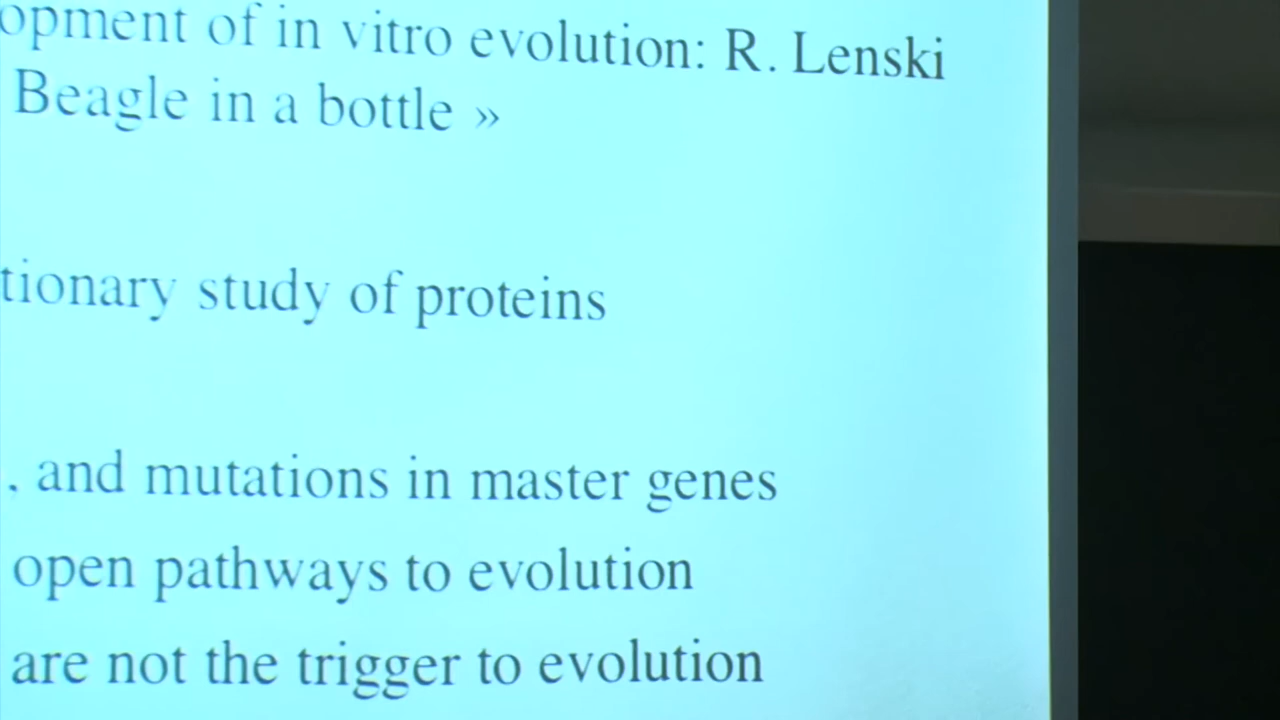 opment of in vitro evolution: R. Lenski
Beagle in a bottle »
tionary study of proteins
, and mutations in master genes
open pathways to evolution
are not the trigger to evolution